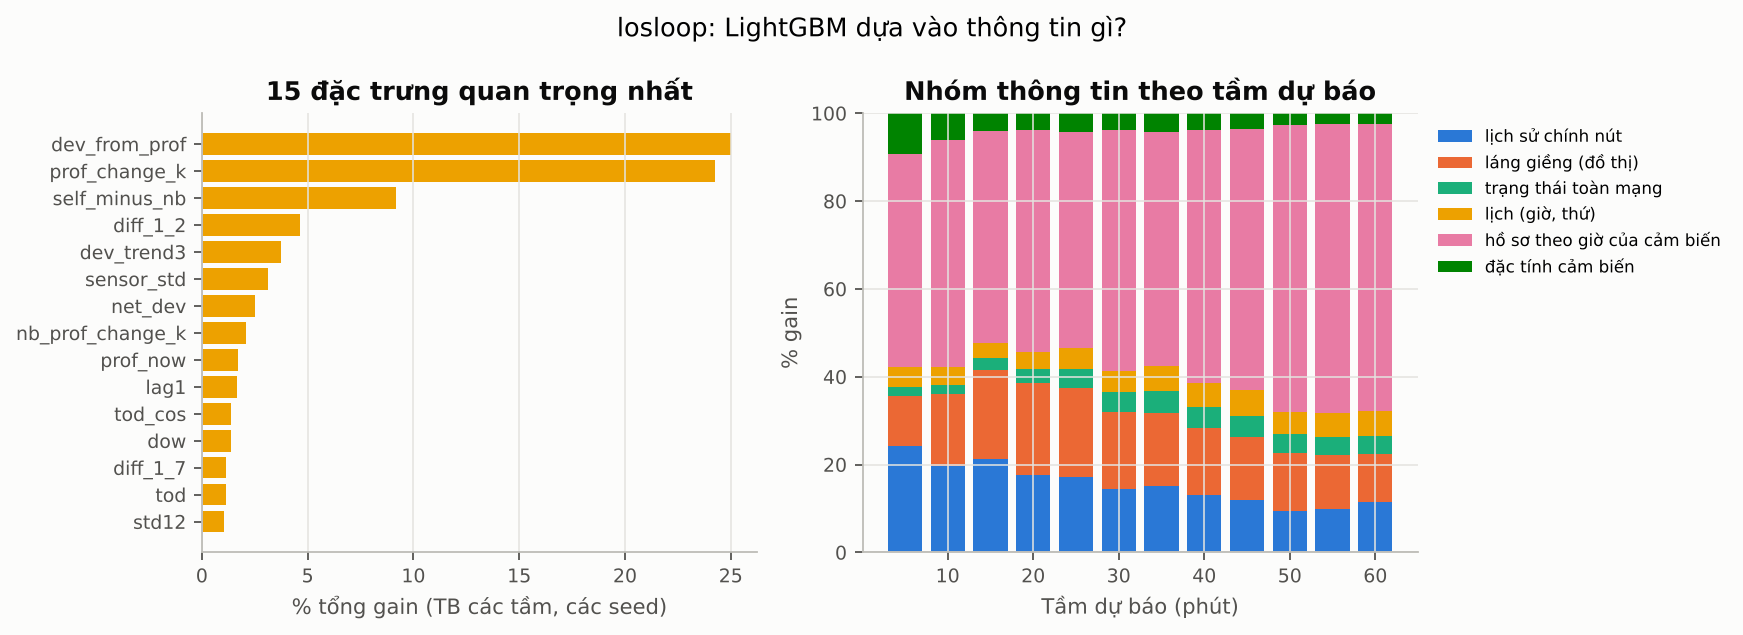 losloop: LightGBM dựa vào thông tin gì?
15 đặc trưng quan trọng nhất
dev_from_prof
prof_change_k
self_minus_nb
diff_1_2
dev_trend3
sensor_std
net_dev
nb_prof_change_k
prof_now
lag1
tod_cos
dow
diff_1_7
tod
std12
0 5 10 15 20 25
% tổng gain (TB các tầm, các seed)
Nhóm thông tin theo tầm dự báo
100
80
60
40
20
0
% gain
10 20 30 40 50 60
Tầm dự báo (phút)
lịch sử chính nút
láng giềng (đồ thị)
trạng thái toàn mạng
lịch (giờ, thứ)
hồ sơ theo giờ của cảm biến
đặc tính cảm biến